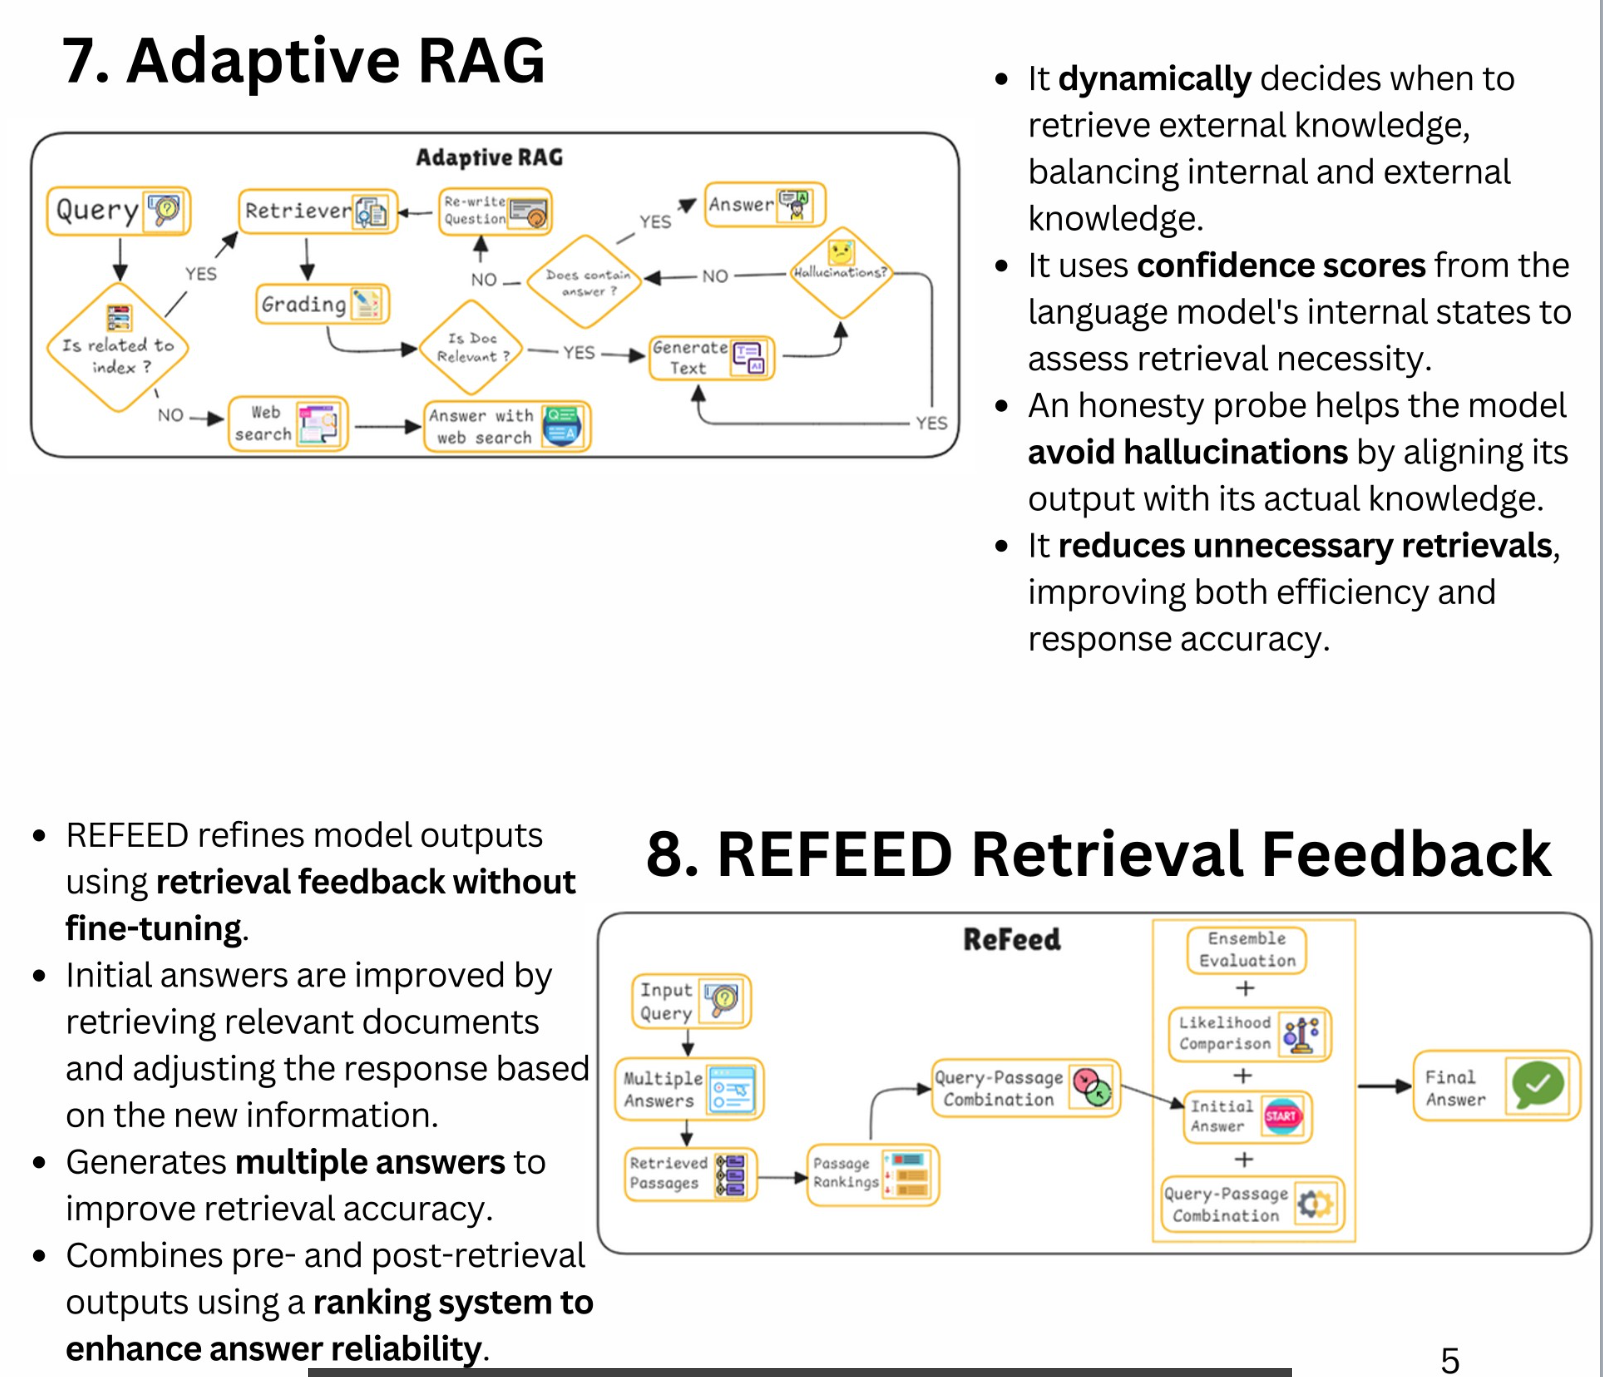 7. Adaptive RAG
Adaptive RAG
Query
Retriever
Re-write
Question
YES
Answer
YES
NO
Does contain
answer ?
NO
Hallucinations?
Grading
Is related to
index ?
Is Doc
Relevant ?
YES
Generate
Text
NO
Web
search
Answer with
web search
YES
• It dynamically decides when to
retrieve external knowledge,
balancing internal and external
knowledge.
• It uses confidence scores from the
language model's internal states to
assess retrieval necessity.
• An honesty probe helps the model
avoid hallucinations by aligning its
output with its actual knowledge.
• It reduces unnecessary retrievals,
improving both efficiency and
response accuracy.
• REFEED refines model outputs
using retrieval feedback without
fine-tuning.
• Initial answers are improved by
retrieving relevant documents
and adjusting the response based
on the new information.
• Generates multiple answers to
improve retrieval accuracy.
• Combines pre- and post-retrieval
outputs using a ranking system to
enhance answer reliability.
8. REFEED Retrieval Feedback
ReFeed
Input
Query
Multiple
Answers
Retrieved
Passages
Passage
Rankings
Query-Passage
Combination
Ensemble
Evaluation
+
Likelihood
Comparison
+
Initial
Answer
START
+
Query-Passage
Combination
Final
Answer
5